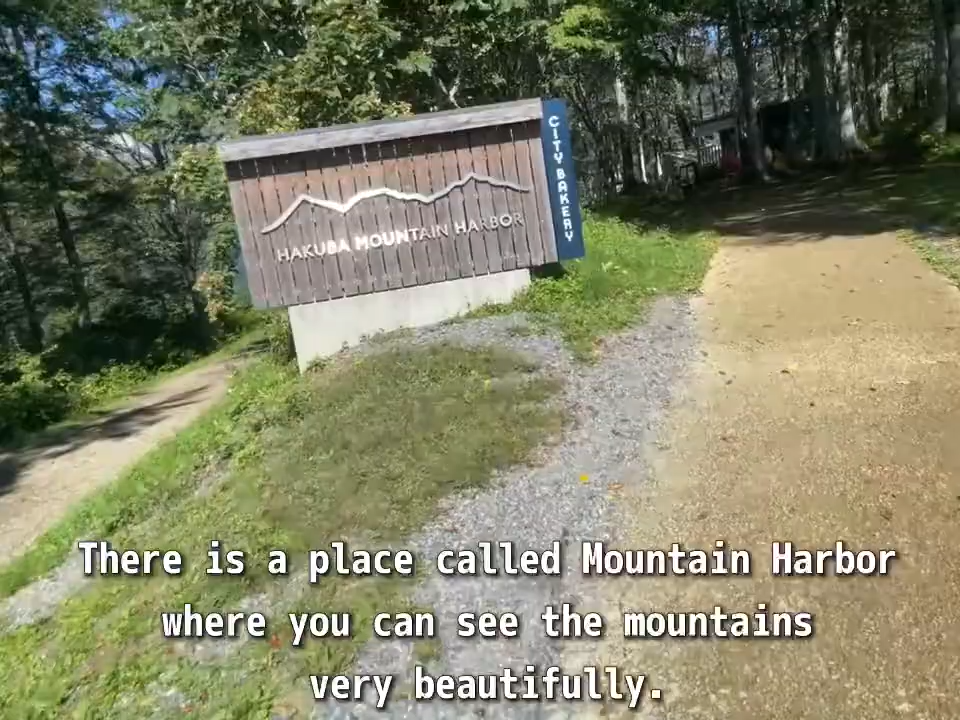 HAKUBA MOUNTAIN HARBOR
CITY BAKERY
There is a place called Mountain Harbor
where you can see the mountains
very beautifully.